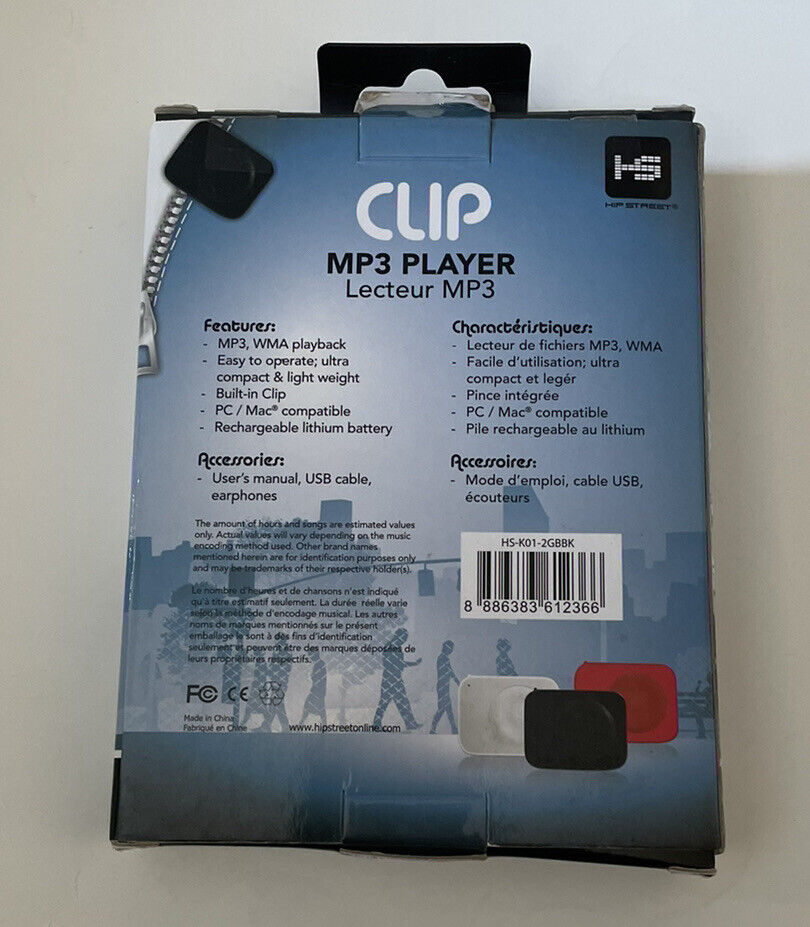 HS
HIP STREET®
CLIP
MP3 PLAYER
Lecteur MP3
Features:
- MP3, WMA playback
- Easy to operate; ultra
compact & light weight
- Built-in Clip
- PC / Mac® compatible
- Rechargeable lithium battery
Accessories:
- User's manual, USB cable,
earphones
Charactéristiques:
- Lecteur de fichiers MP3, WMA
- Facile d'utilisation; ultra
compact et legér
- Pince intégrée
- PC / Mac® compatible
- Pile rechargeable au lithium
Accessoires:
- Mode d'emploi, cable USB,
écouteurs
The amount of hours and songs are estimated values
only. Actual values will vary depending on the music
encoding method used. Other brand names
mentioned herein are for identification purposes only
and may be trademarks of their respective holder(s).
Le nombre d'heures et de chansons n'est indiqué
qu'à titre estimatif seulement. La durée réelle varie
selon la méthode d'encodage musical. Les autres
noms de marques mentionnés sur le présent
emballage le sont à des fins d'identification
seulement et peuvent être des marques déposées de
leurs propriétaires respectifs.
HS-K01-2GBBK
8 886383 612366
FC CE
Made in China
Fabriqué en Chine
www.hipstreetonline.com